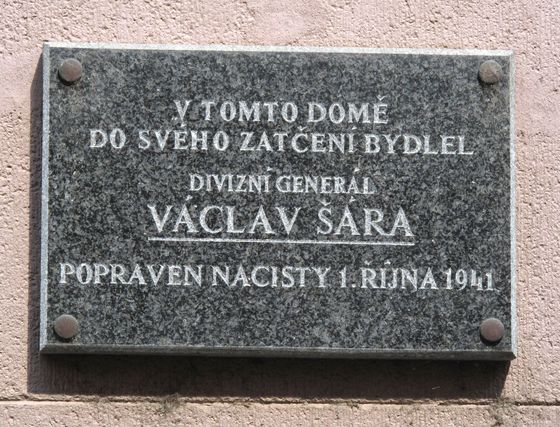 V TOMTO DOMĚ
DO SVÉHO ZATČENÍ BYDLEL
DIVIZNÍ GENERÁL
VÁCLAV ŠÁRA
POPRAVEN NACISTY 1. ŘÍJNA 1941